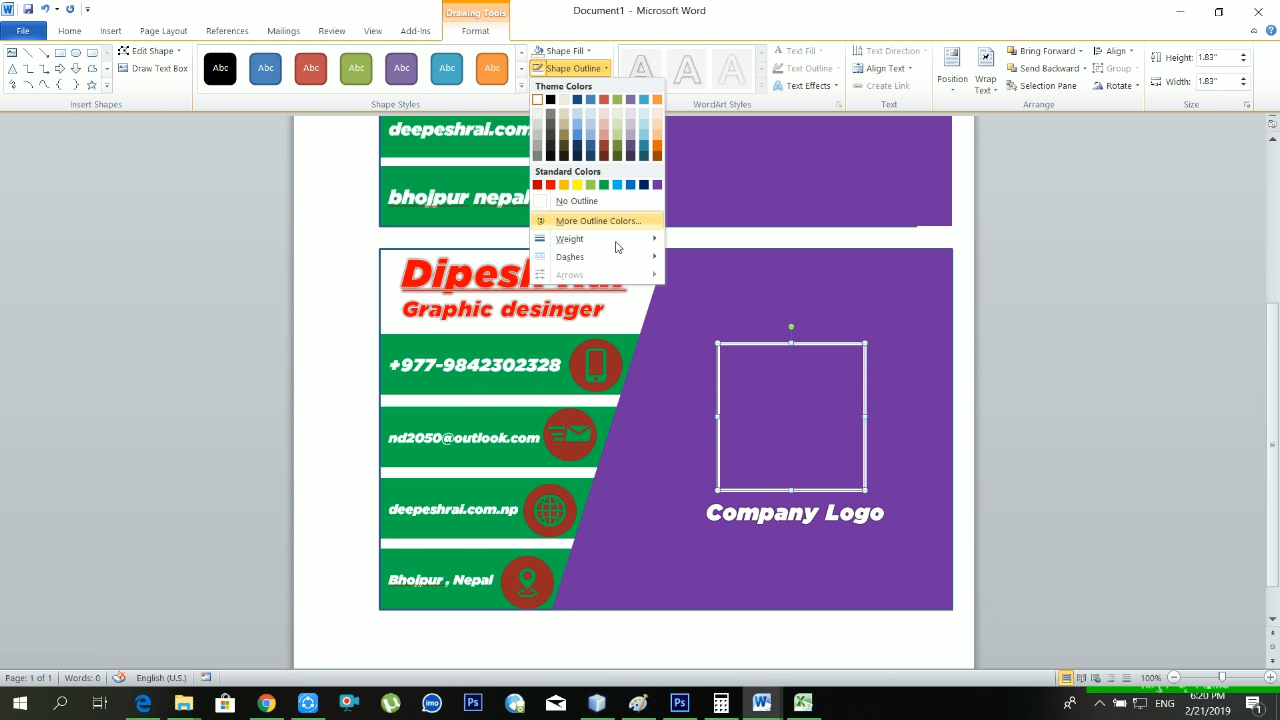 Document1 - Microsoft Word
Drawing Tools
File
Home
Insert
Page Layout
References
Mailings
Review
View
Add-Ins
Format
Edit Shape
Draw Text Box
Insert Shapes
Abc
Abc
Abc
Abc
Abc
Abc
Abc
Shape Styles
Shape Fill
Shape Outline
WordArt Styles
Text Fill
Text Outline
Text Effects
Text Direction
Align Text
Create Link
Text
Position
Wrap
Text
Bring Forward
Send Backward
Selection Pane
Align
Group
Rotate
Arrange
Height:
1.83"
Width:
1.83"
Size
Theme Colors
Standard Colors
No Outline
More Outline Colors...
Weight
Dashes
Arrows
bhojpur nepal
Graphic desinger
+977-9842302328
nd2050@outlook.com
deepeshrai.com.np
Bhojpur , Nepal
Company Logo
Page: 1 of 1
Words: 0
English (U.S.)
100%
ENG
6:20 PM
2/21/2019